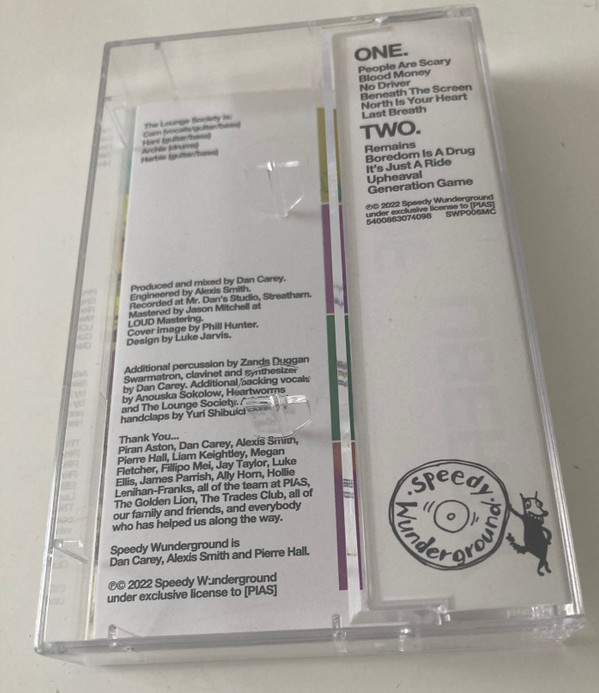 The Lounge Society is:
Cam (vocals/guitar/bass)
Hani (guitar/bass)
Archie (drums)
Herbie (guitar/bass)
Produced and mixed by Dan Carey.
Engineered by Alexis Smith.
Recorded at Mr. Dan's Studio, Streatham.
Mastered by Jason Mitchell at
LOUD Mastering.
Cover image by Phill Hunter.
Design by Luke Jarvis.
Additional percussion by Zands Duggan
Swarmatron, clavinet and synthesizer
by Dan Carey. Additional backing vocals
by Anouska Sokolow, Heartworms
and The Lounge Society.
handclaps by Yuri Shibuichi
Thank You...
Piran Aston, Dan Carey, Alexis Smith,
Pierre Hall, Liam Keightley, Megan
Fletcher, Fillipo Mei, Jay Taylor, Luke
Ellis, James Parrish, Ally Horn, Hollie
Lenihan-Franks, all of the team at PIAS,
The Golden Lion, The Trades Club, all of
our family and friends, and everybody
who has helped us along the way.
Speedy Wunderground is
Dan Carey, Alexis Smith and Pierre Hall.
℗© 2022 Speedy Wunderground
under exclusive license to [PIAS]
ONE.
People Are Scary
Blood Money
No Driver
Beneath The Screen
North Is Your Heart
Last Breath
TWO.
Remains
Boredom Is A Drug
It's Just A Ride
Upheaval
Generation Game
℗© 2022 Speedy Wunderground
under exclusive license to [PIAS]
5400863074098 SWP006MC
Speedy
Wunderground